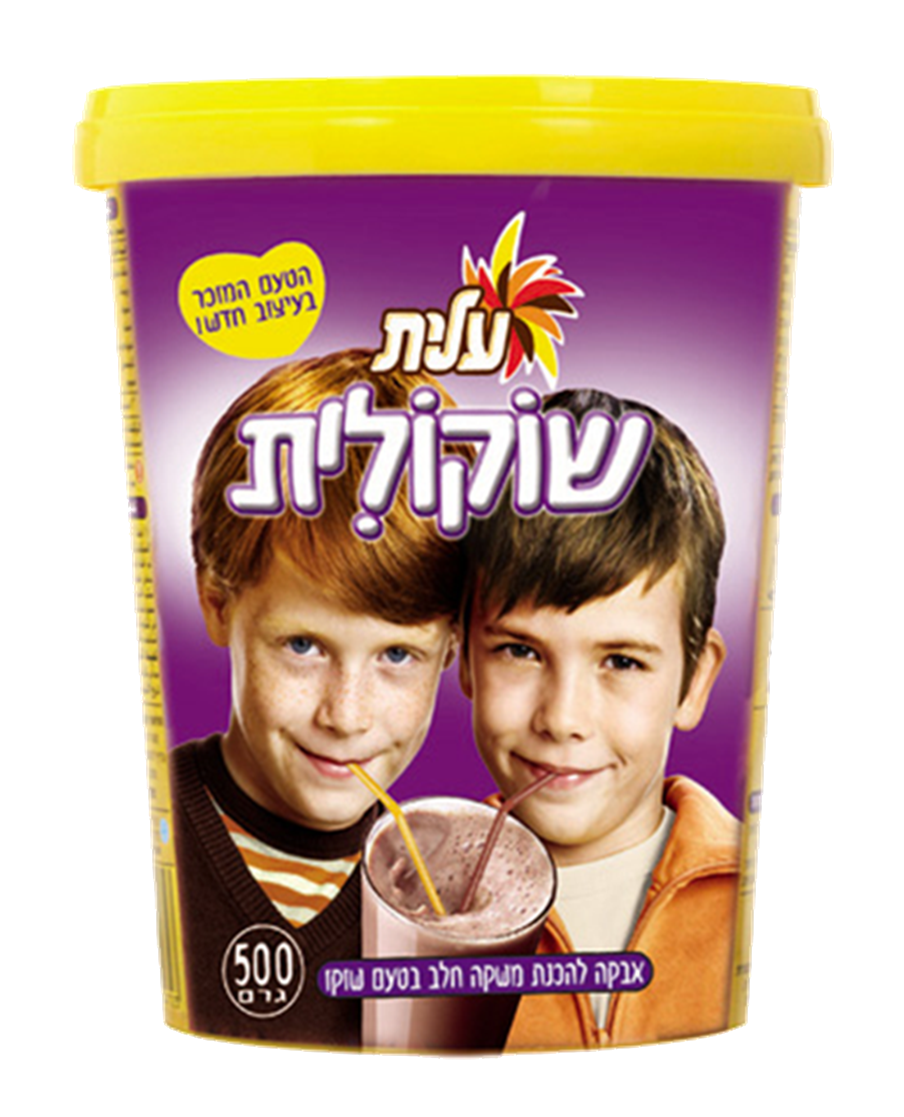 הטעם המוכר
בעיצוב חדש!
עלית
שוקולית
500
גרם
אבקה להכנת משקה חלב בטעם שוקו